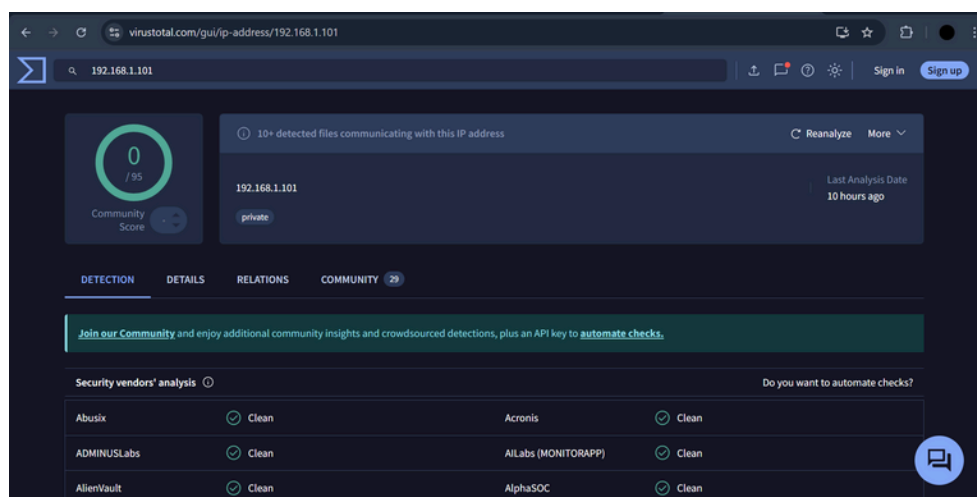 virustotal.com/gui/ip-address/192.168.1.101
192.168.1.101
Sign in
Sign up
0
/ 95
Community
Score
10+ detected files communicating with this IP address
Reanalyze
More
192.168.1.101
private
Last Analysis Date
10 hours ago
DETECTION DETAILS RELATIONS COMMUNITY 29
Join our Community and enjoy additional community insights and crowdsourced detections, plus an API key to automate checks.
Security vendors' analysis
Do you want to automate checks?
Abusix Clean Acronis Clean
ADMINUSLabs Clean AILabs (MONITORAPP) Clean
AlienVault Clean AlphaSOC Clean